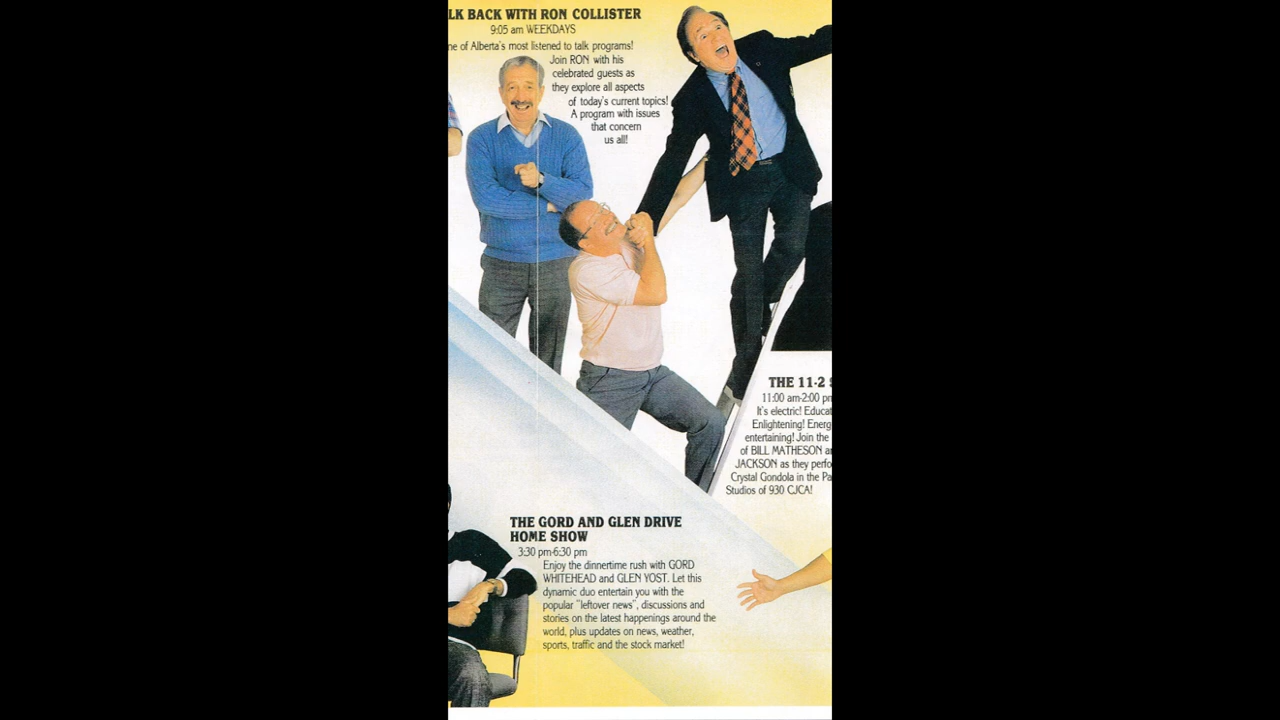 LK BACK WITH RON COLLISTER
9:05 am WEEKDAYS
ne of Alberta's most listened to talk programs!
Join RON with his
celebrated guests as
they explore all aspects
of today's current topics!
A program with issues
that concern
us all!
THE 11-2
11:00 am-2:00 pm
It's electric! Educat
Enlightening! Energ
entertaining! Join the
of BILL MATHESON a
JACKSON as they perfo
Crystal Gondola in the Pa
Studios of 930 CJCA!
THE GORD AND GLEN DRIVE
HOME SHOW
3:30 pm-6:30 pm
Enjoy the dinnertime rush with GORD
WHITEHEAD and GLEN YOST. Let this
dynamic duo entertain you with the
popular "leftover news", discussions and
stories on the latest happenings around the
world, plus updates on news, weather,
sports, traffic and the stock market!